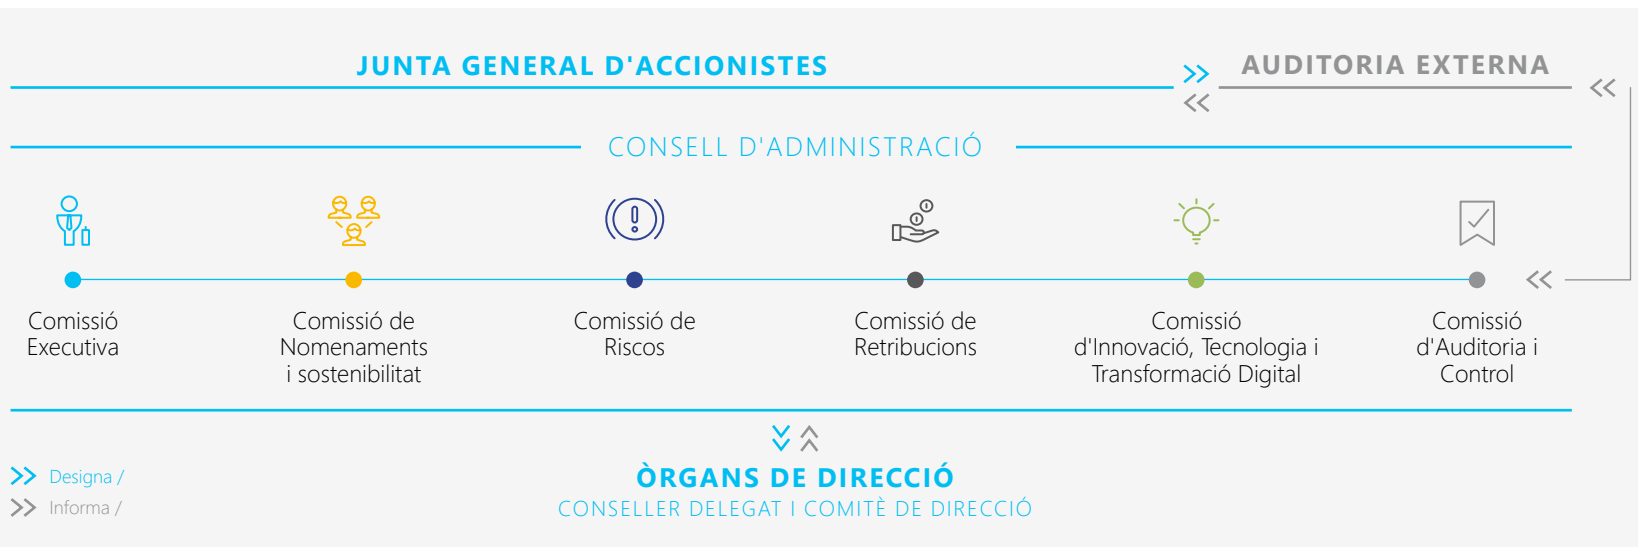 JUNTA GENERAL D'ACCIONISTES
AUDITORIA EXTERNA
CONSELL D'ADMINISTRACIÓ
Comissió
Executiva
Comissió de
Nomenaments
i sostenibilitat
Comissió de
Riscos
Comissió de
Retribucions
Comissió
d'Innovació, Tecnologia i
Transformació Digital
Comissió
d'Auditoria i
Control
Designa /
Informa /
ÒRGANS DE DIRECCIÓ
CONSELLER DELEGAT I COMITÈ DE DIRECCIÓ